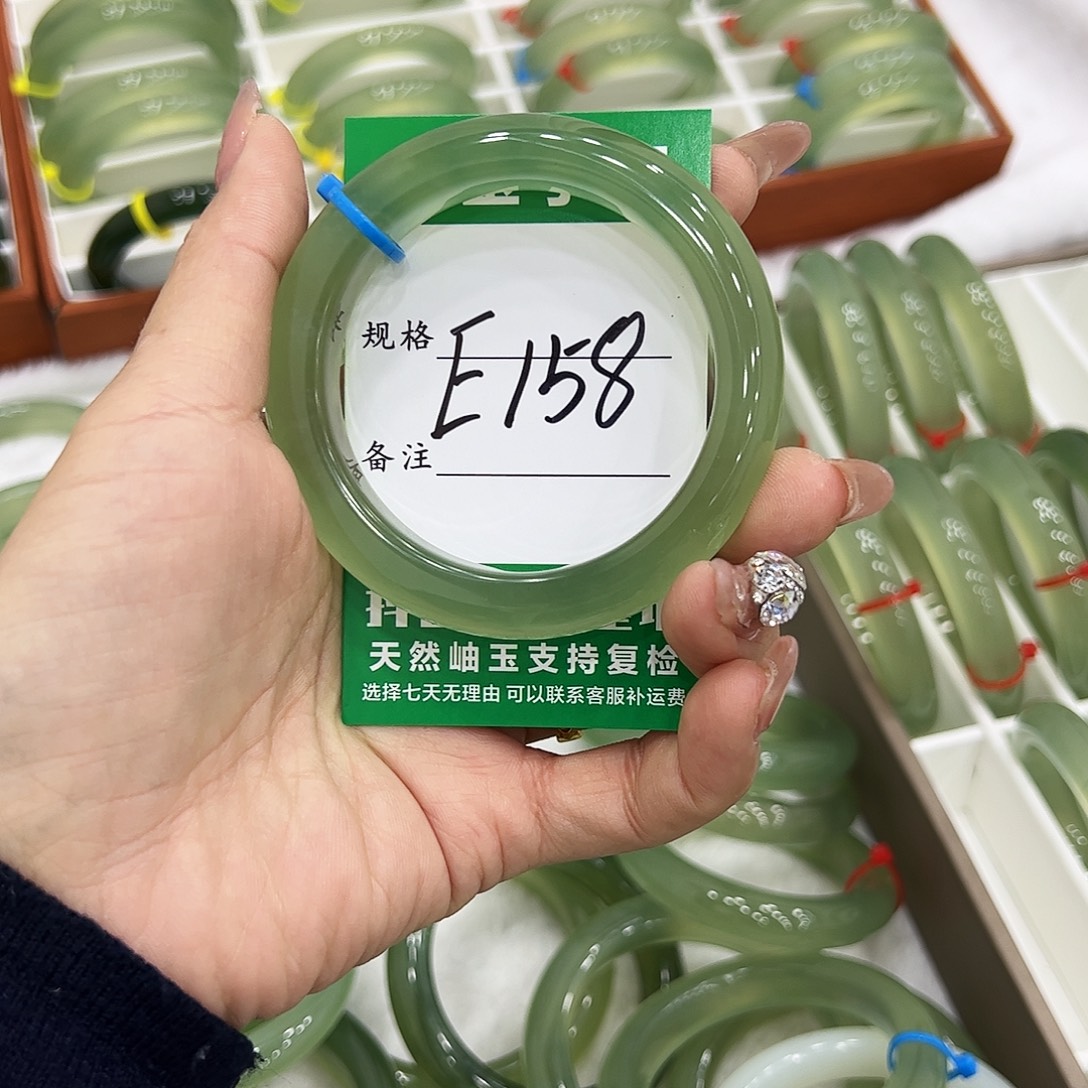 规格 E158
备注
天然岫玉支持复检
选择七天无理由 可以联系客服补运费